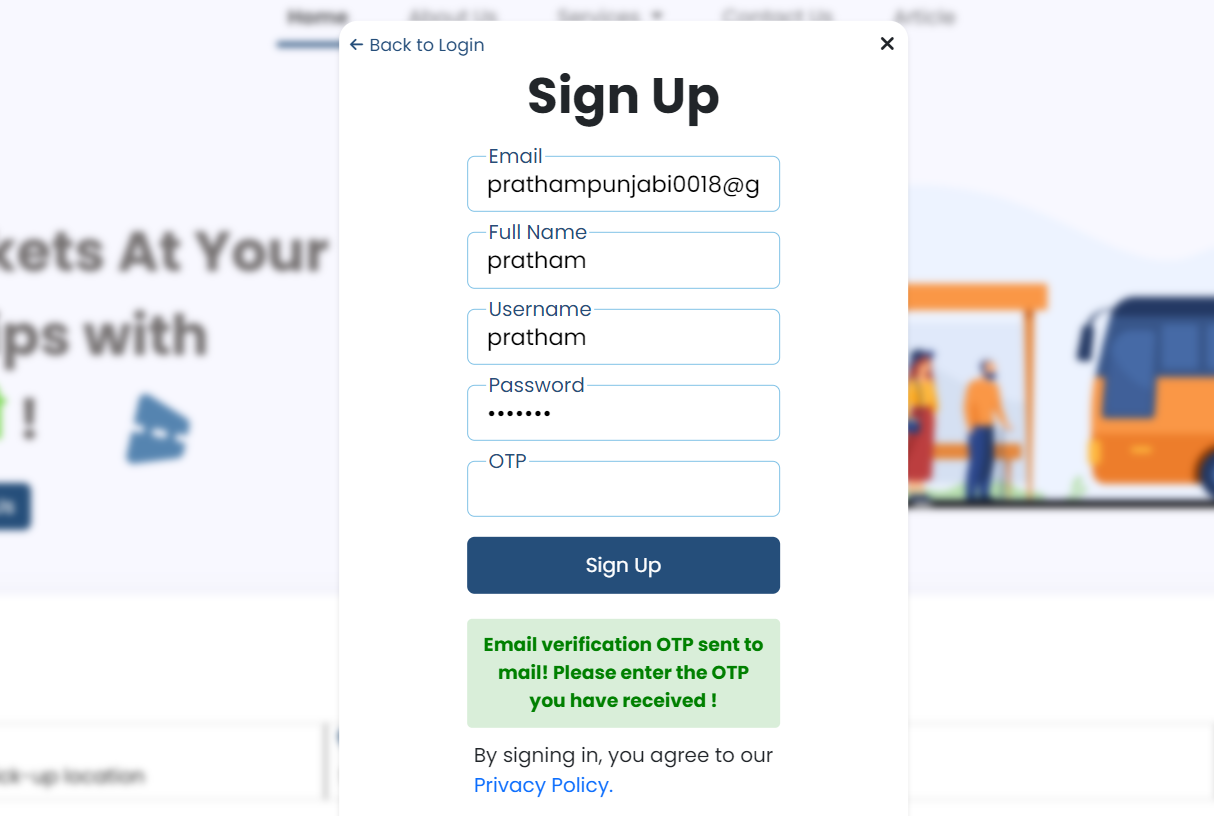 Home About Us Services Contact Us Article
← Back to Login
Sign Up
Email
prathampunjabi0018@g
Full Name
pratham
Username
pratham
Password
•••••••
OTP
Sign Up
Email verification OTP sent to
mail! Please enter the OTP
you have received !
By signing in, you agree to our
Privacy Policy.
kets At Your
ips with
!
ck-up location